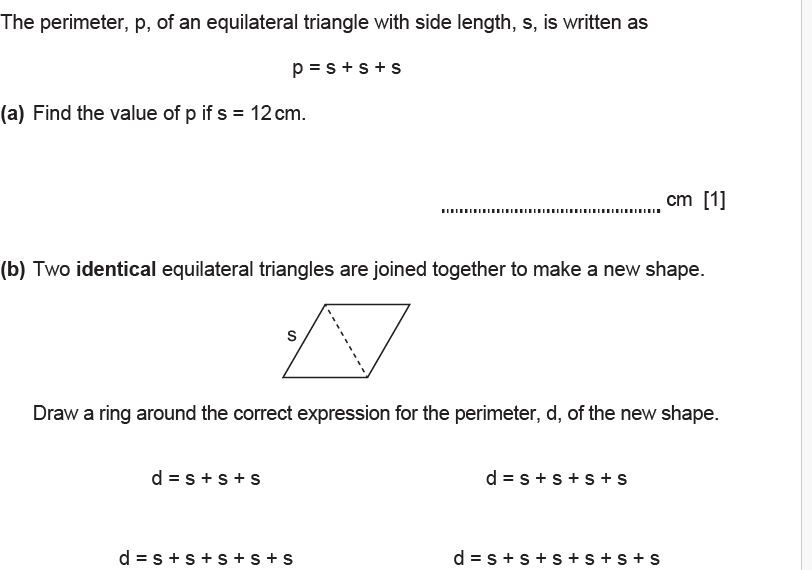 The perimeter, p, of an equilateral triangle with side length, s, is written as
p = s + s + s
(a) Find the value of p if s = 12 cm.
cm [1]
(b) Two identical equilateral triangles are joined together to make a new shape.
s
Draw a ring around the correct expression for the perimeter, d, of the new shape.
d = s + s + s d = s + s + s + s
d = s + s + s + s + s d = s + s + s + s + s + s